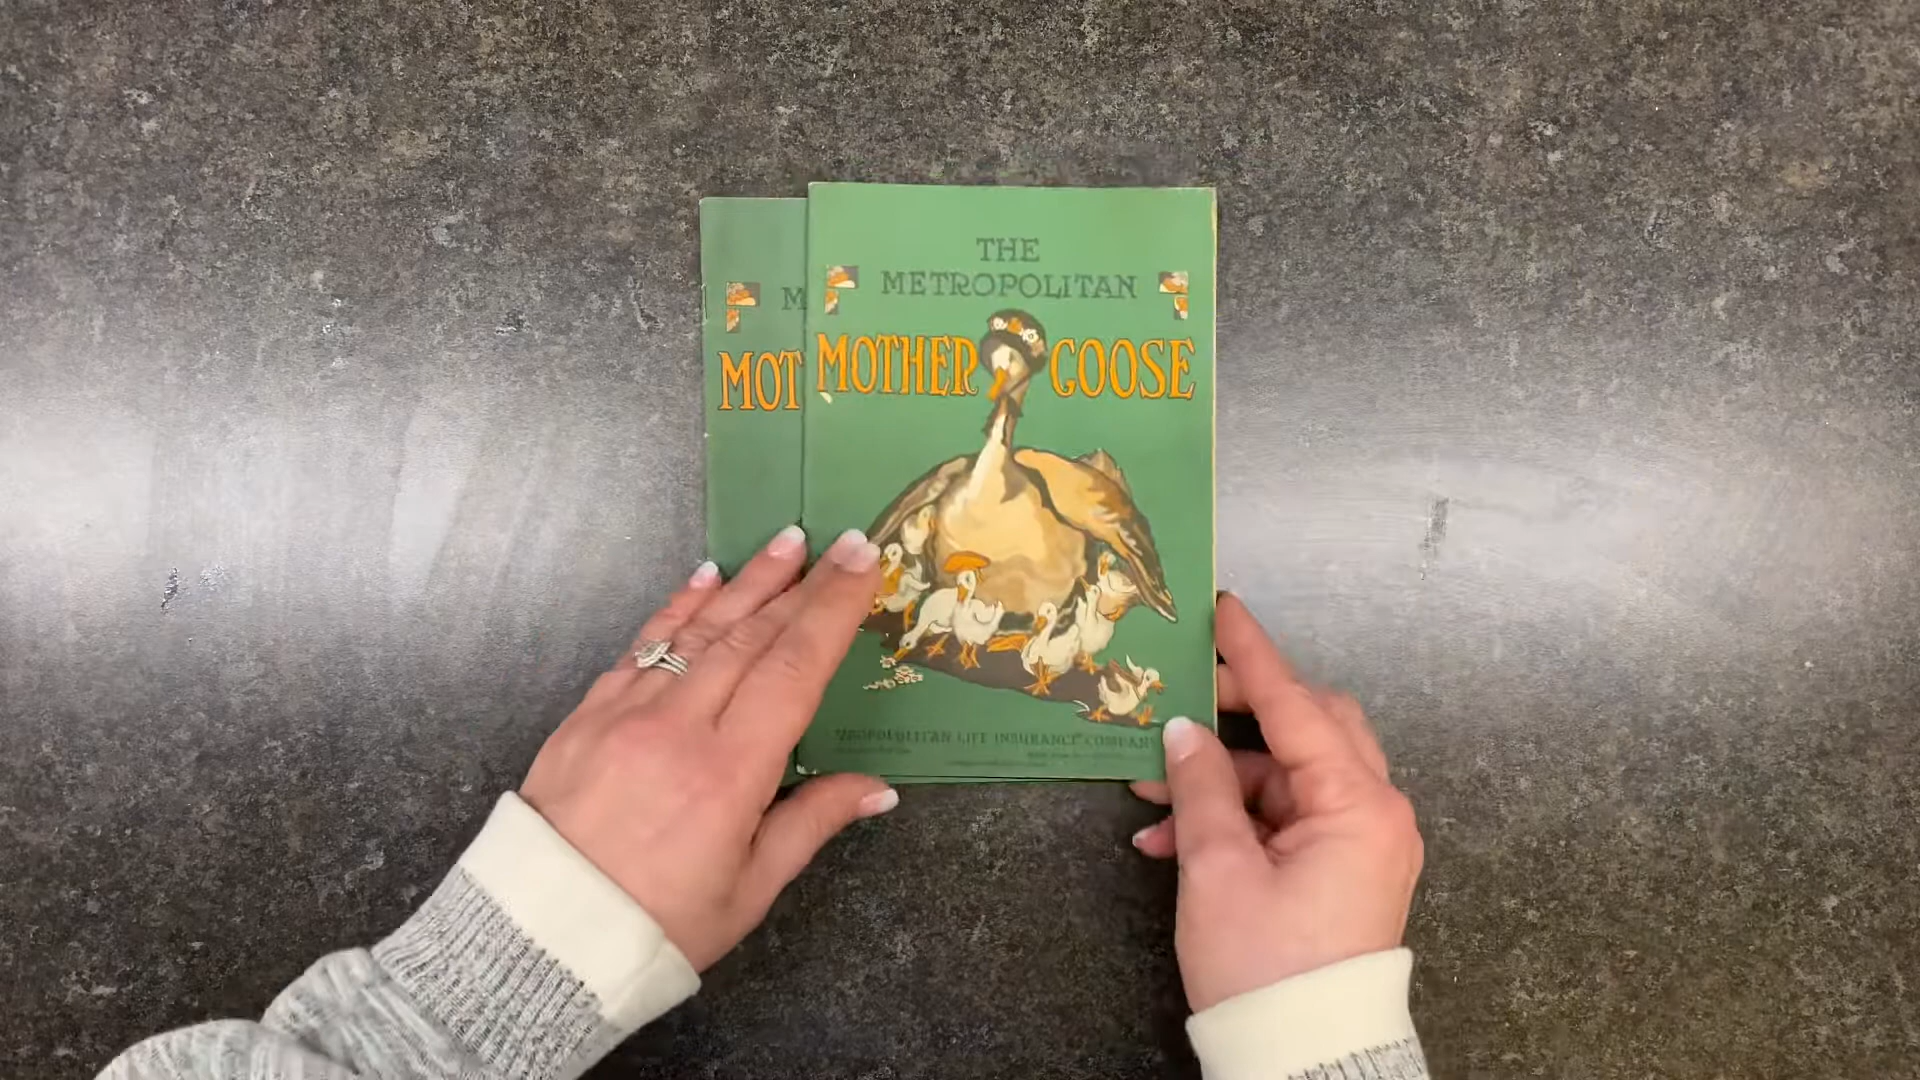 THE
METROPOLITAN
MOTHER GOOSE
METROPOLITAN LIFE INSURANCE COMPANY
M
MOT